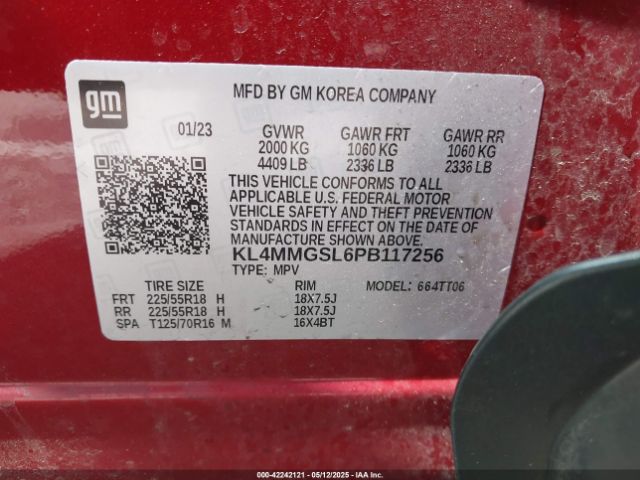 gm
MFD BY GM KOREA COMPANY
01/23 GVWR GAWR FRT GAWR RR
2000 KG 1060 KG 1060 KG
4409 LB 2336 LB 2336 LB
THIS VEHICLE CONFORMS TO ALL
APPLICABLE U.S. FEDERAL MOTOR
VEHICLE SAFETY AND THEFT PREVENTION
STANDARDS IN EFFECT ON THE DATE OF
MANUFACTURE SHOWN ABOVE.
KL4MMGSL6PB117256
TYPE: MPV MODEL: 664TT06
TIRE SIZE RIM
FRT 225/55R18 H 18X7.5J
RR 225/55R18 H 18X7.5J
SPA T125/70R16 M 16X4BT
000-42242121 - 05/12/2025 - IAA Inc.